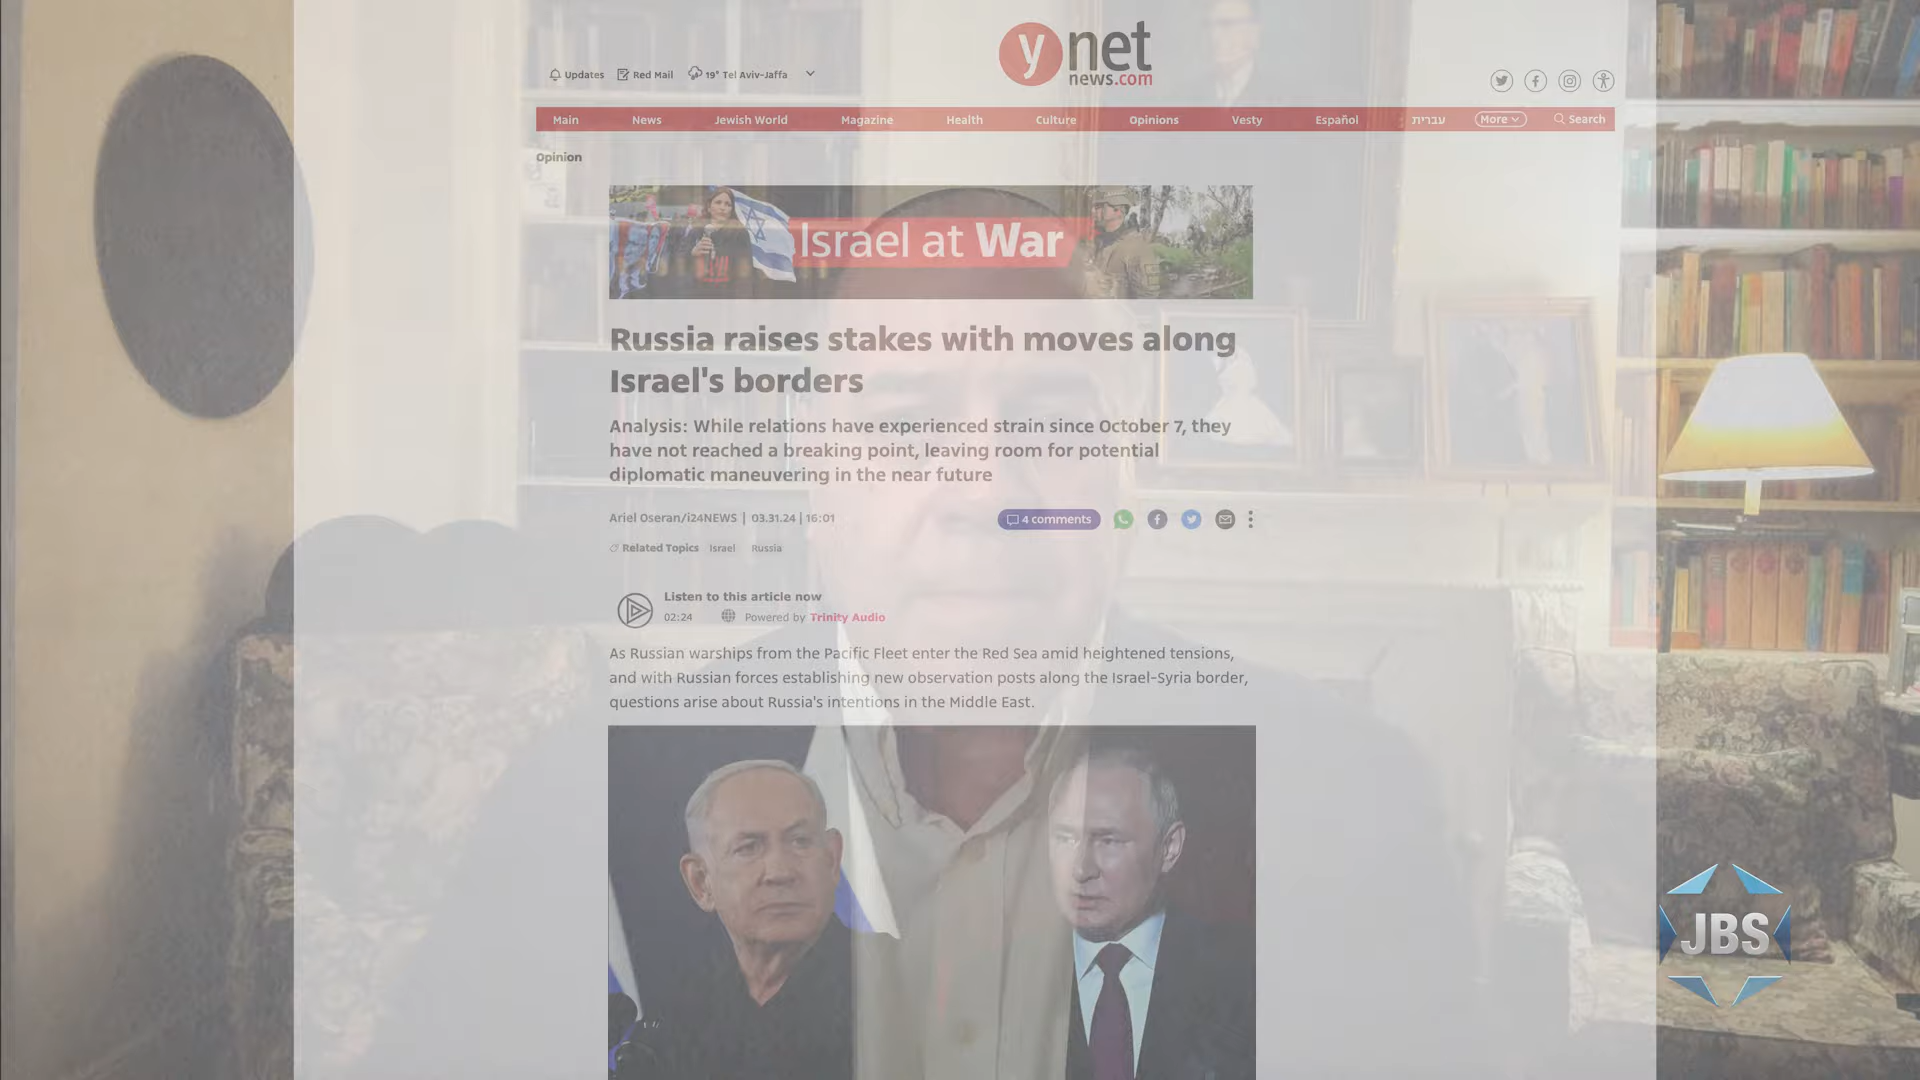 ynet
news.com
Updates Red Mail 19° Tel Aviv-Jaffa
Main News Jewish World Magazine Health Culture Opinions Vesty Español עברית More Search
Opinion
Israel at War
Russia raises stakes with moves along
Israel's borders
Analysis: While relations have experienced strain since October 7, they
have not reached a breaking point, leaving room for potential
diplomatic maneuvering in the near future
Ariel Oseran/i24NEWS | 03.31.24 | 16:01
4 comments
Related Topics Israel Russia
Listen to this article now
02:24 Powered by Trinity Audio
As Russian warships from the Pacific Fleet enter the Red Sea amid heightened tensions,
and with Russian forces establishing new observation posts along the Israel-Syria border,
questions arise about Russia's intentions in the Middle East.
JBS